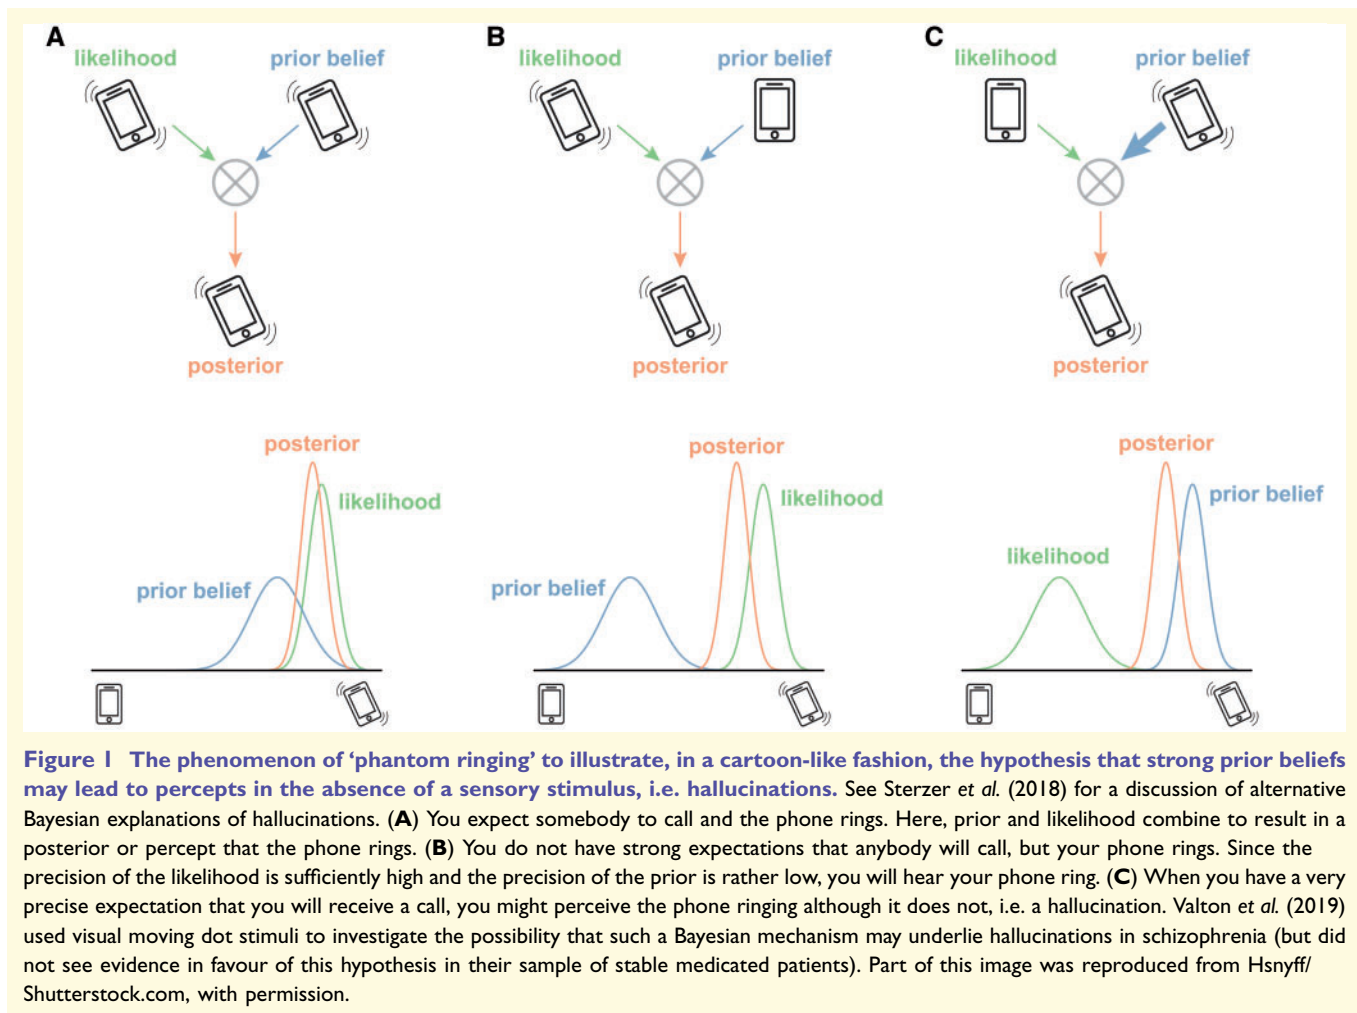 A
likelihood
prior belief
posterior
posterior
likelihood
prior belief
B
likelihood
prior belief
posterior
posterior
likelihood
prior belief
C
likelihood
prior belief
posterior
posterior
prior belief
likelihood
Figure 1 The phenomenon of ‘phantom ringing’ to illustrate, in a cartoon-like fashion, the hypothesis that strong prior beliefs
may lead to percepts in the absence of a sensory stimulus, i.e. hallucinations. See Sterzer et al. (2018) for a discussion of alternative
Bayesian explanations of hallucinations. (A) You expect somebody to call and the phone rings. Here, prior and likelihood combine to result in a
posterior or percept that the phone rings. (B) You do not have strong expectations that anybody will call, but your phone rings. Since the
precision of the likelihood is sufficiently high and the precision of the prior is rather low, you will hear your phone ring. (C) When you have a very
precise expectation that you will receive a call, you might perceive the phone ringing although it does not, i.e. a hallucination. Valton et al. (2019)
used visual moving dot stimuli to investigate the possibility that such a Bayesian mechanism may underlie hallucinations in schizophrenia (but did
not see evidence in favour of this hypothesis in their sample of stable medicated patients). Part of this image was reproduced from Hsnyff/
Shutterstock.com, with permission.